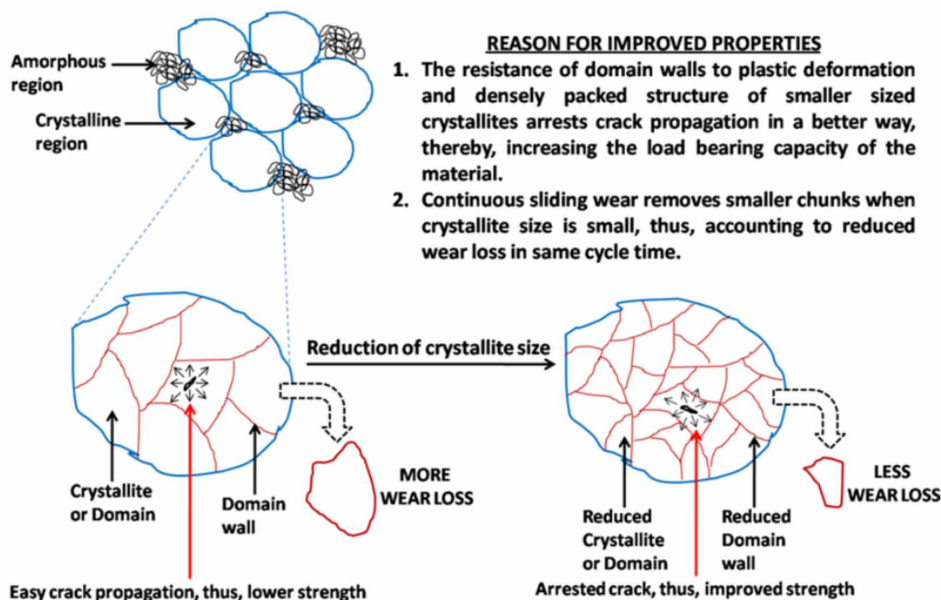 REASON FOR IMPROVED PROPERTIES
1. The resistance of domain walls to plastic deformation
and densely packed structure of smaller sized
crystallites arrests crack propagation in a better way,
thereby, increasing the load bearing capacity of the
material.
2. Continuous sliding wear removes smaller chunks when
crystallite size is small, thus, accounting to reduced
wear loss in same cycle time.
Amorphous
region
Crystalline
region
Reduction of crystallite size
Crystallite
or Domain
Domain
wall
MORE
WEAR LOSS
Easy crack propagation, thus, lower strength
Reduced
Crystallite
or Domain
Reduced
Domain
wall
LESS
WEAR LOSS
Arrested crack, thus, improved strength